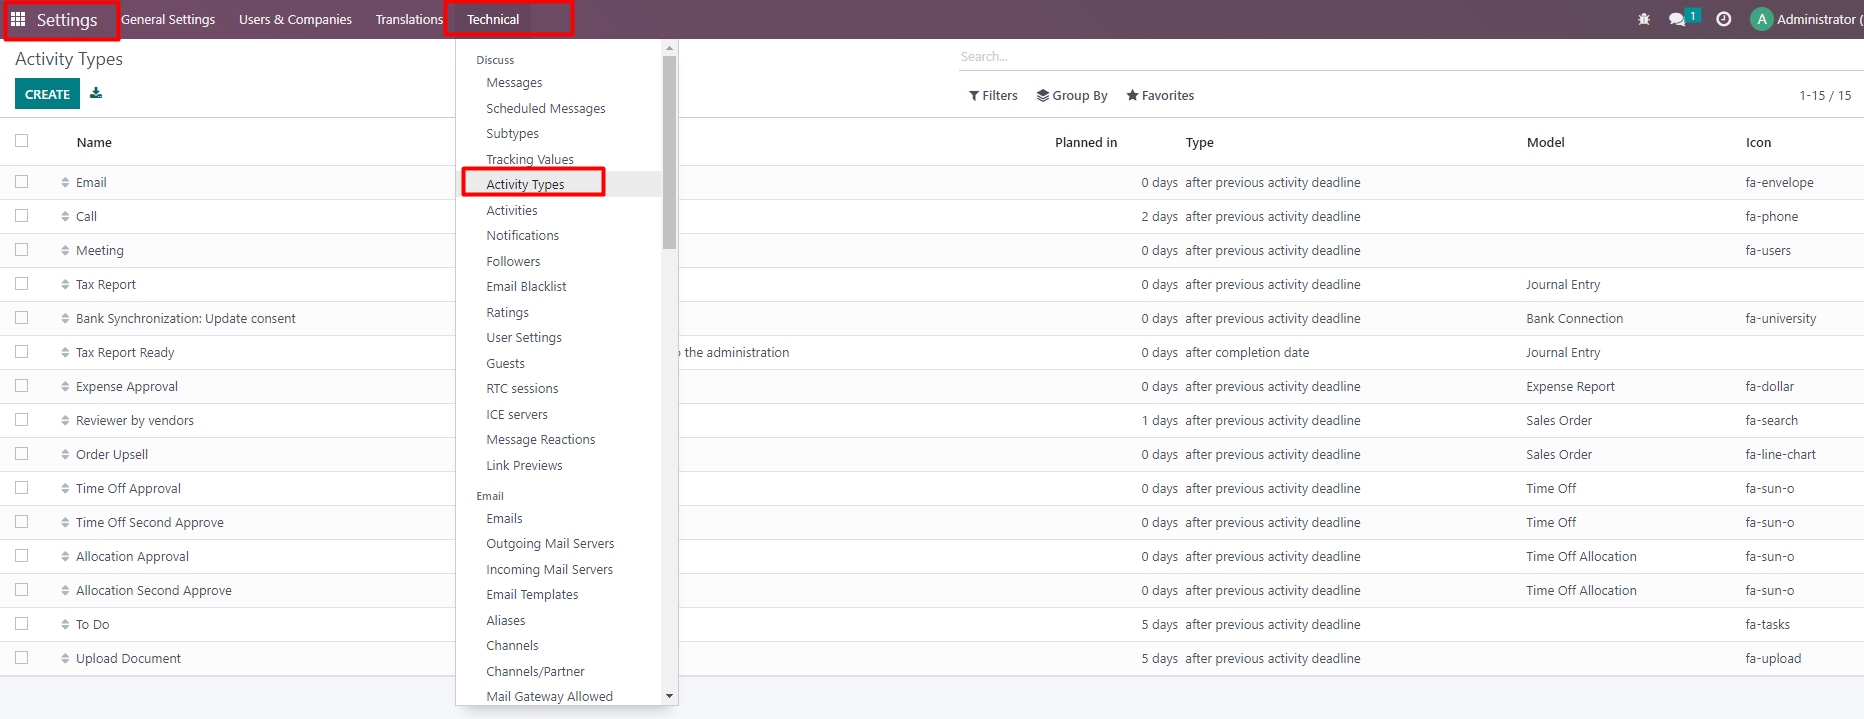 Settings General Settings Users & Companies Translations Technical 1 A Administrator (
Activity Types
Search...
CREATE
Filters Group By Favorites 1-15 / 15
Name Planned in Type Model Icon
Email 0 days after previous activity deadline fa-envelope
Call 2 days after previous activity deadline fa-phone
Meeting 0 days after previous activity deadline fa-users
Tax Report 0 days after previous activity deadline Journal Entry
Bank Synchronization: Update consent 0 days after previous activity deadline Bank Connection fa-university
Tax Report Ready the administration 0 days after completion date Journal Entry
Expense Approval 0 days after previous activity deadline Expense Report fa-dollar
Reviewer by vendors 1 days after previous activity deadline Sales Order fa-search
Order Upsell 0 days after previous activity deadline Sales Order fa-line-chart
Time Off Approval 0 days after previous activity deadline Time Off fa-sun-o
Time Off Second Approve 0 days after previous activity deadline Time Off fa-sun-o
Allocation Approval 0 days after previous activity deadline Time Off Allocation fa-sun-o
Allocation Second Approve 0 days after previous activity deadline Time Off Allocation fa-sun-o
To Do 5 days after previous activity deadline fa-tasks
Upload Document 5 days after previous activity deadline fa-upload
Discuss
Messages
Scheduled Messages
Subtypes
Tracking Values
Activity Types
Activities
Notifications
Followers
Email Blacklist
Ratings
User Settings
Guests
RTC sessions
ICE servers
Message Reactions
Link Previews
Email
Emails
Outgoing Mail Servers
Incoming Mail Servers
Email Templates
Aliases
Channels
Channels/Partner
Mail Gateway Allowed